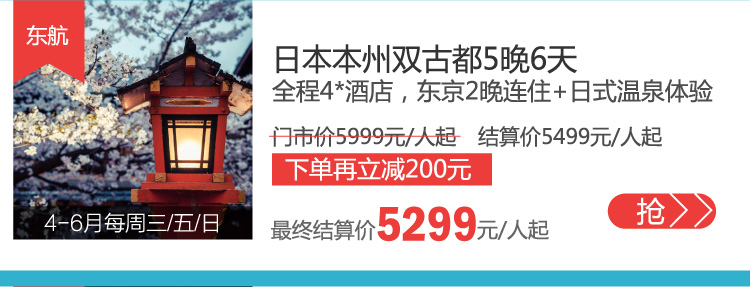 东航
日本本州双古都5晚6天
全程4*酒店，东京2晚连住+日式温泉体验
门市价5999元/人起 结算价5499元/人起
下单再立减200元
4-6月每周三/五/日
最终结算价5299元/人起
抢